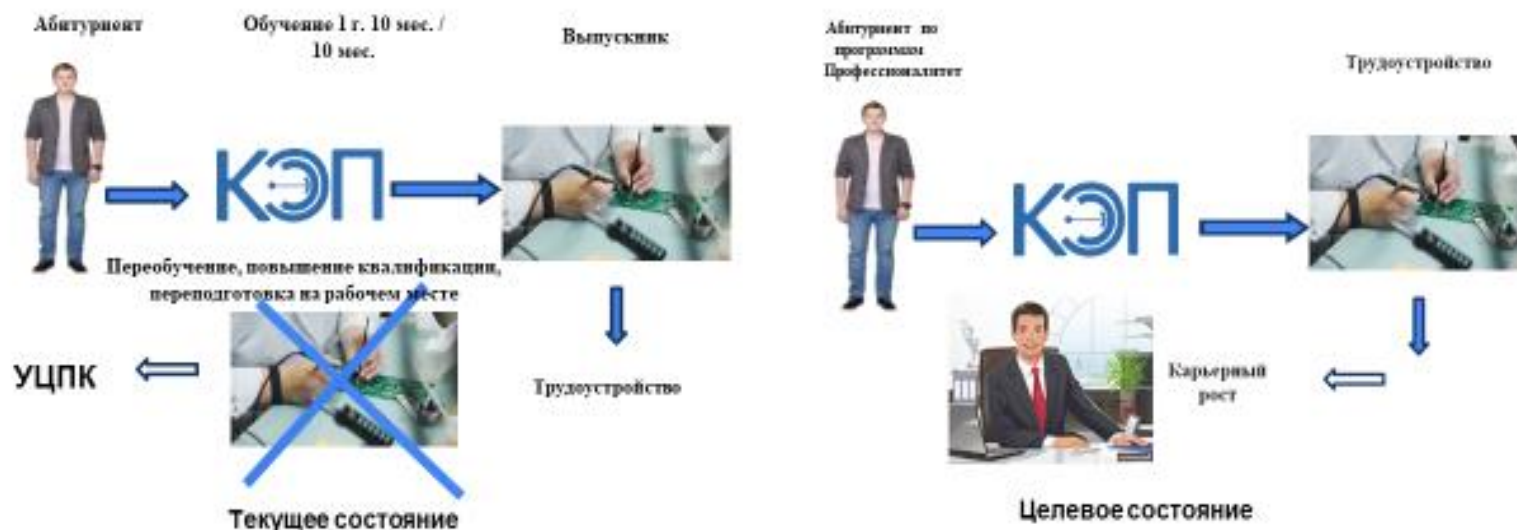 Абитуриент
Обучение 1 г. 10 мес. /
10 мес.
Выпускник
КЭП
Переобучение, повышение квалификации,
переподготовка на рабочем месте
УЦПК
Трудоустройство
Текущее состояние
Абитуриент по
программам
Профессионалитет
Трудоустройство
КЭП
Карьерный
рост
Целевое состояние